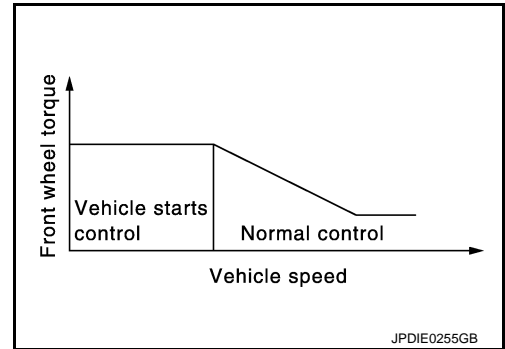 Front wheel torque
Vehicle starts
control
Normal control
Vehicle speed
JPDIE0255GB